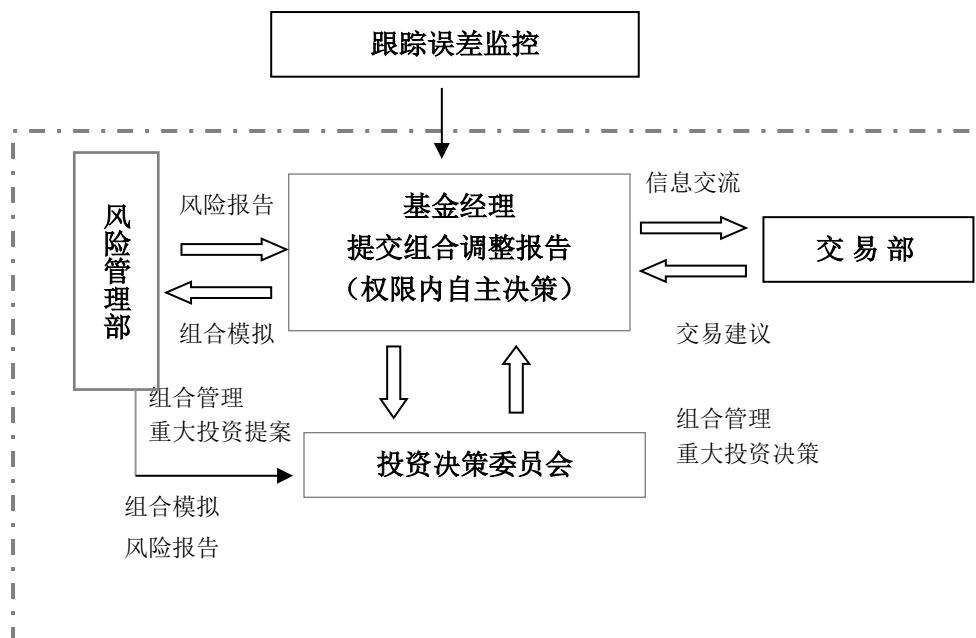 跟踪误差监控
风险管理部
风险报告
组合模拟
基金经理
提交组合调整报告
（权限内自主决策）
信息交流
交易部
交易建议
组合管理
重大投资提案
组合管理
重大投资决策
投资决策委员会
组合模拟
风险报告